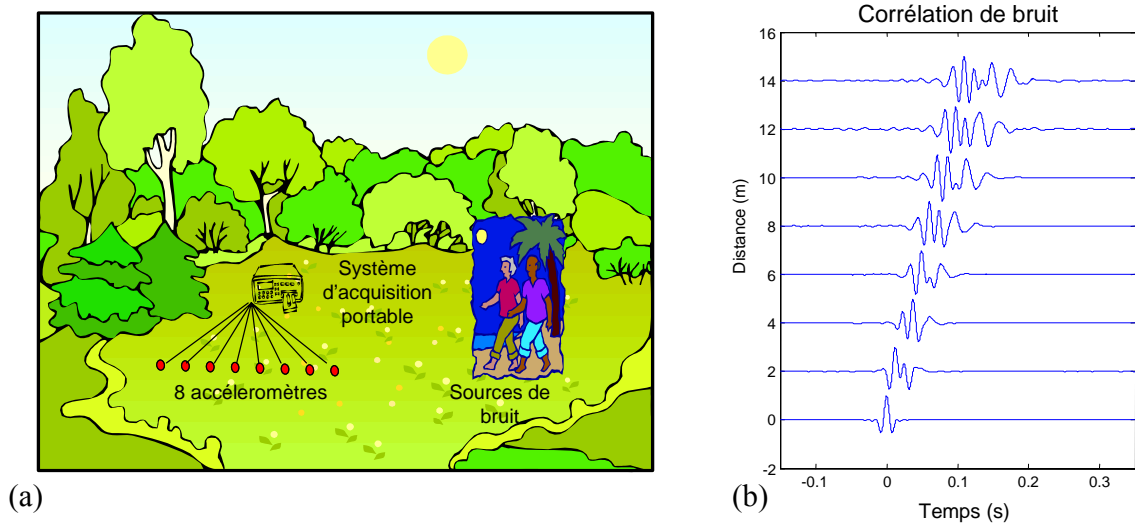 Système
d'acquisition
portable
8 accéleromètres
Sources de
bruit
(a)
Corrélation de bruit
Distance (m)
16
14
12
10
8
6
4
2
0
-2
-0.1
0
0.1
0.2
0.3
Temps (s)
(b)